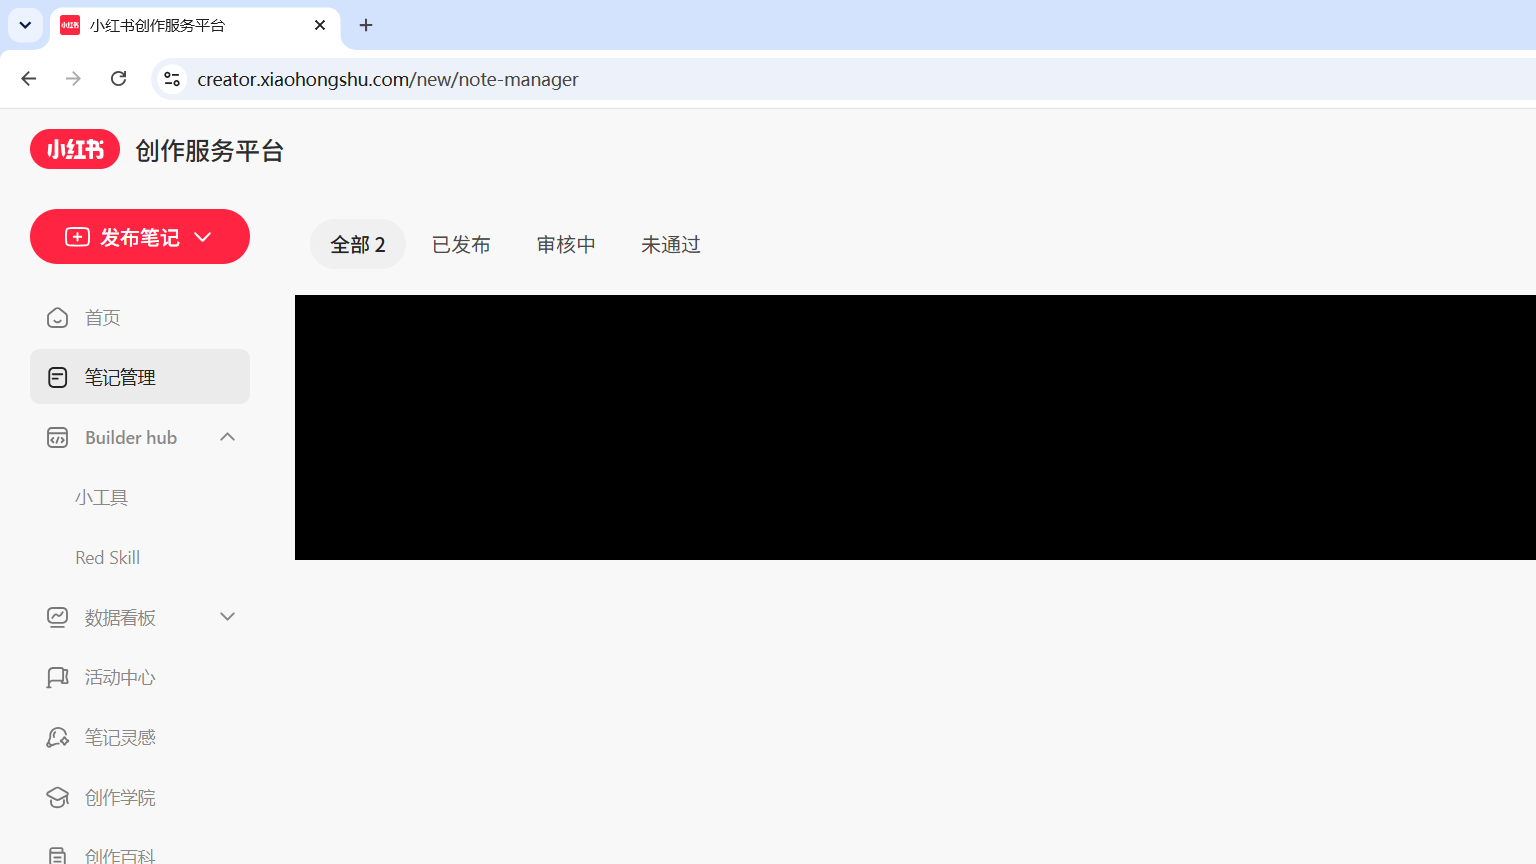 小红书创作服务平台
creator.xiaohongshu.com/new/note-manager
小红书 创作服务平台
发布笔记
全部 2 已发布 审核中 未通过
首页
笔记管理
Builder hub
小工具
Red Skill
数据看板
活动中心
笔记灵感
创作学院
创作百科